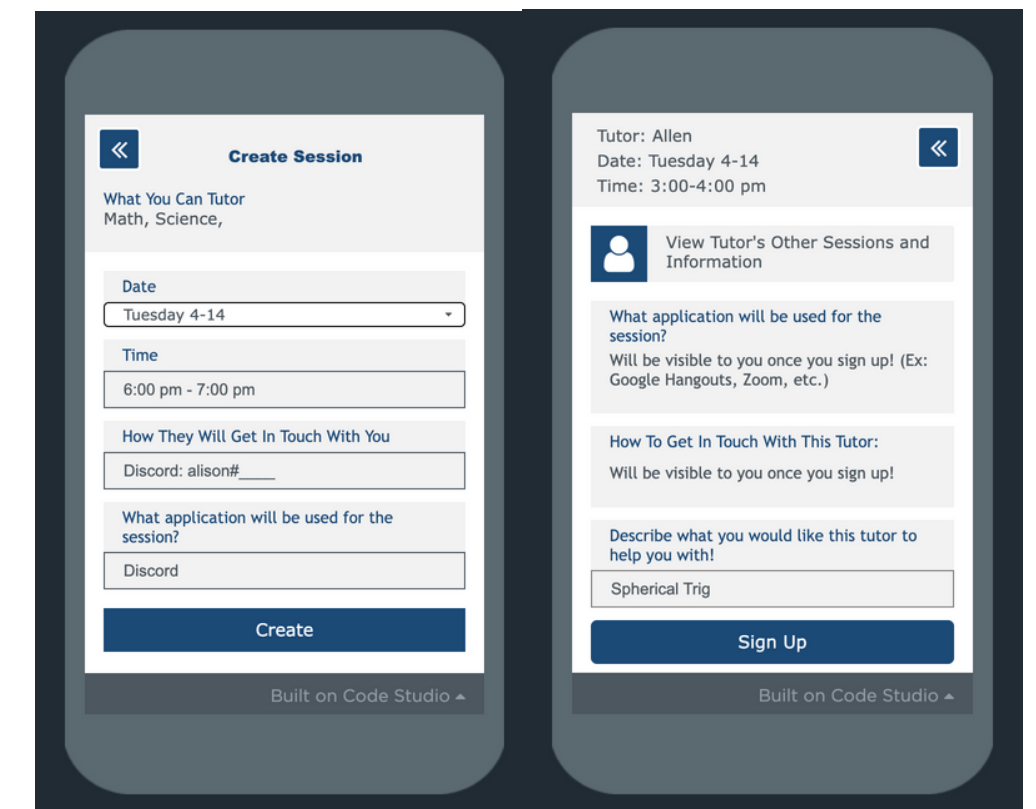 Create Session
What You Can Tutor
Math, Science,
Date
Tuesday 4-14
Time
6:00 pm - 7:00 pm
How They Will Get In Touch With You
Discord: alison#____
What application will be used for the
session?
Discord
Create
Built on Code Studio
Tutor: Allen
Date: Tuesday 4-14
Time: 3:00-4:00 pm
View Tutor's Other Sessions and
Information
What application will be used for the
session?
Will be visible to you once you sign up! (Ex:
Google Hangouts, Zoom, etc.)
How To Get In Touch With This Tutor:
Will be visible to you once you sign up!
Describe what you would like this tutor to
help you with!
Spherical Trig
Sign Up
Built on Code Studio